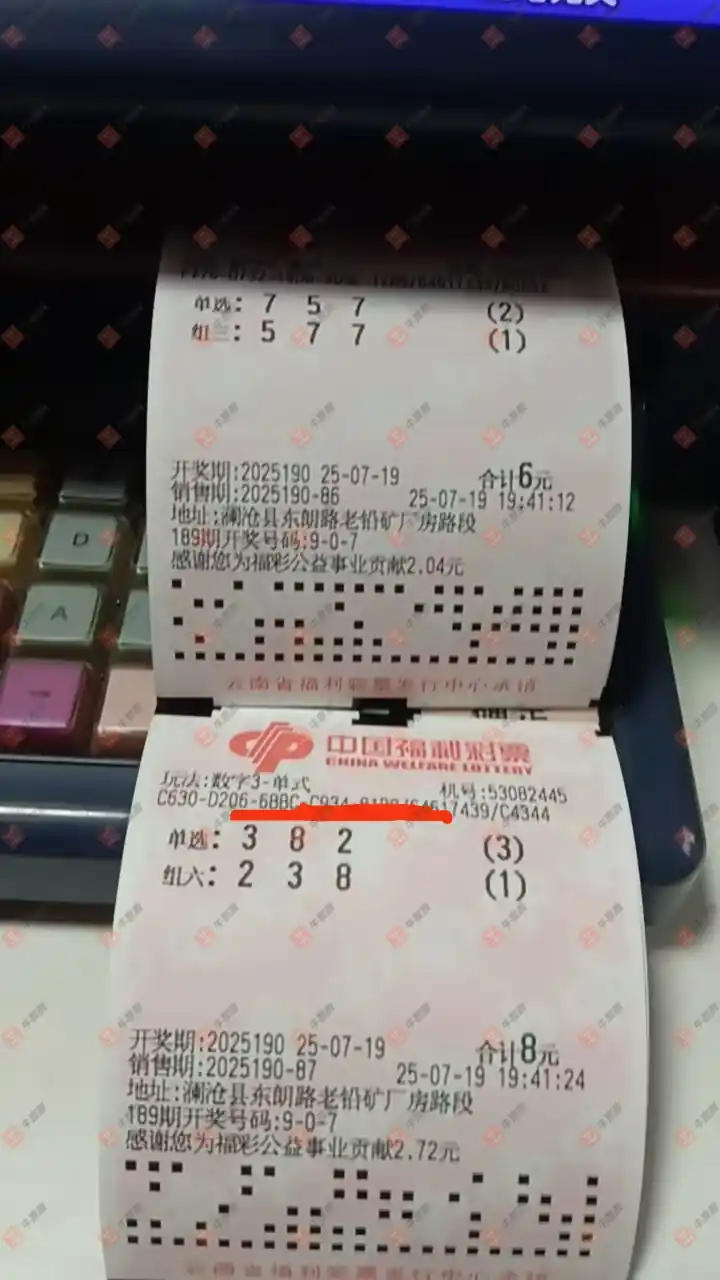 单选: 7 5 7 (2)
组三: 5 7 7 (1)
开奖期:2025190 25-07-19 合计6元
销售期:2025190-86 25-07-19 19:41:12
地址:澜沧县东朗路老铅矿厂房路段
189期开奖号码:9-0-7
感谢您为福彩公益事业贡献2.04元
云南省福利彩票发行中心承销
中国福利彩票
CHINA WELFARE LOTTERY
玩法:数字3-单式 机号:53082445
C630-D206-6BBC-C934- 17439/C4344
单选: 3 8 2 (3)
组六: 2 3 8 (1)
开奖期:2025190 25-07-19 合计8元
销售期:2025190-87 25-07-19 19:41:24
地址:澜沧县东朗路老铅矿厂房路段
189期开奖号码:9-0-7
感谢您为福彩公益事业贡献2.72元
D
A